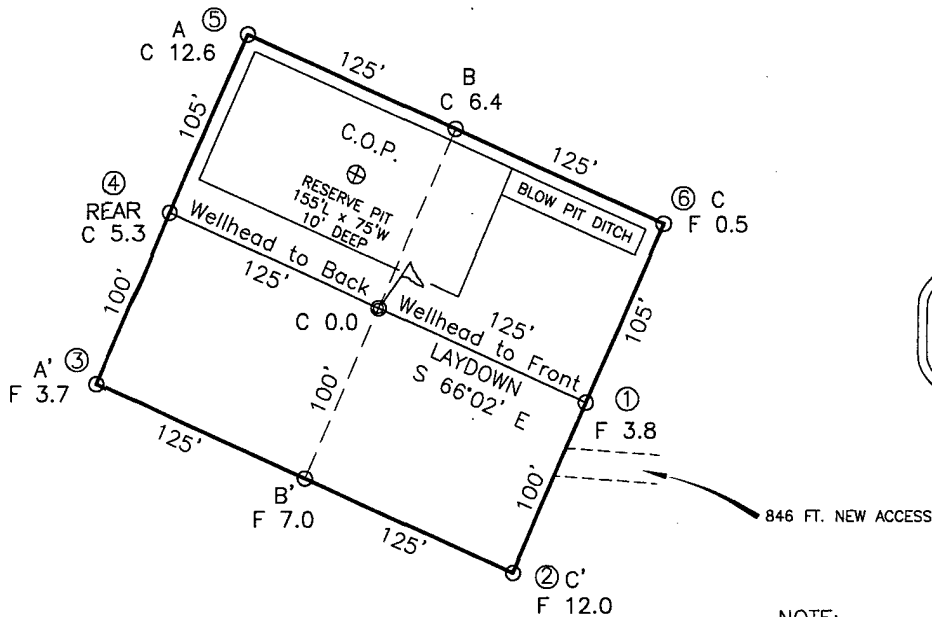 A ⑤
C 12.6
125'
B
C 6.4
105'
C.O.P.
125'
④
REAR
C 5.3
RESERVE PIT
155'L x 75'W
10' DEEP
BLOW PIT DITCH
⑥ C
F 0.5
Wellhead to Back
125'
100'
C 0.0
Wellhead to Front
125'
LAYDOWN
S 66°02' E
105'
A' ③
F 3.7
100'
①
F 3.8
125'
100'
B'
F 7.0
846 FT. NEW ACCESS
125'
② C'
F 12.0
NOTE: